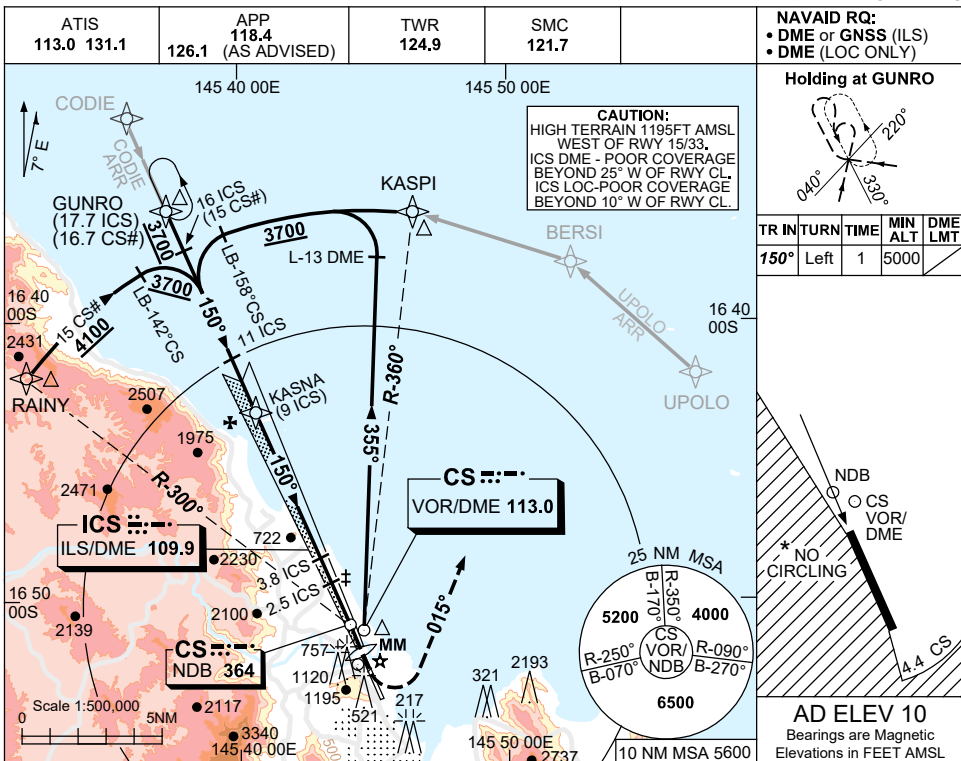 ATIS
113.0 131.1
APP
118.4
126.1 (AS ADVISED)
TWR
124.9
SMC
121.7
NAVAID RQ:
• DME or GNSS (ILS)
• DME (LOC ONLY)
145 40 00E
145 50 00E
7° E
CODIE
CODIE ARR
CAUTION:
HIGH TERRAIN 1195FT AMSL
WEST OF RWY 15/33.
ICS DME - POOR COVERAGE
BEYOND 25° W OF RWY CL.
ICS LOC-POOR COVERAGE
BEYOND 10° W OF RWY CL.
Holding at GUNRO
220°
040°
330°
TR IN TURN TIME MIN ALT DME LMT
150° Left 1 5000
GUNRO
(17.7 ICS)
(16.7 CS#)
16 ICS
(15 CS#)
3700
KASPI
3700
L-13 DME
LB-158°CS
BERSI
UPOLO ARR
UPOLO
3700
15 CS#
4100
LB-142°CS
150°
11 ICS
16 40
00S
16 40
00S
2431
RAINY
2507
1975
2471
KASNA
(9 ICS)
R-360°
355°
150°
R-300°
CS
VOR/DME 113.0
ICS
ILS/DME 109.9
722
2230
3.8 ICS
2.5 ICS
16 50
00S
2139
2100
CS
NDB 364
757
1120
1195
MM
015°
521
217
321
2193
2117
3340
2737
500
Scale 1:500,000
0 5NM
145 40 00E
145 50 00E
25 NM MSA
R-350°
B-170°
5200
4000
CS
VOR/
NDB
R-250°
B-070°
R-090°
B-270°
6500
10 NM MSA 5600
NDB
CS
VOR/
DME
* NO
CIRCLING
4.4 CS
AD ELEV 10
Bearings are Magnetic
Elevations in FEET AMSL